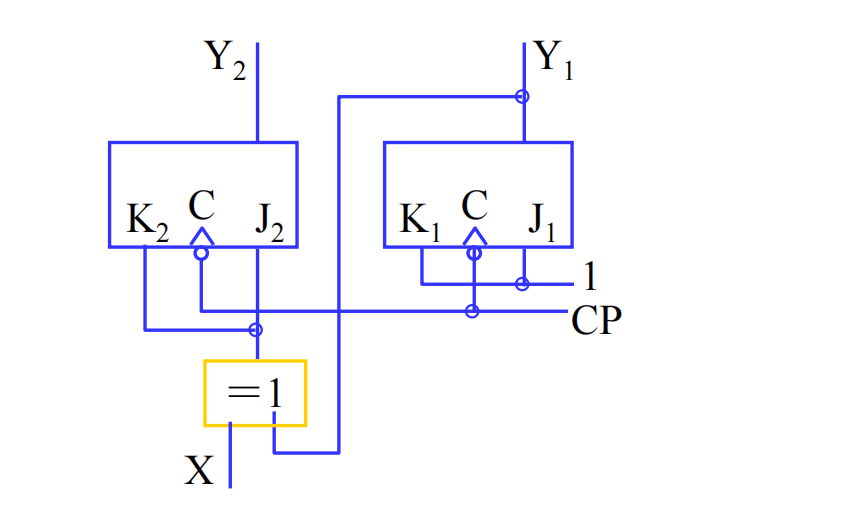 Y2 Y1
K2 C J2 K1 C J1
1
CP
=1
X